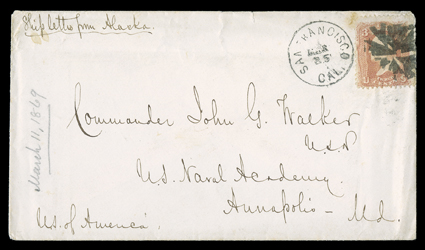 Ship letter from Alaska.
SAN FRANCISCO
MAR
25
CAL.
3
March 11, 1869
Commander John G. Walker
U.S.N
U.S. Naval Academy
Annapolis - Md.
U.S. of America.